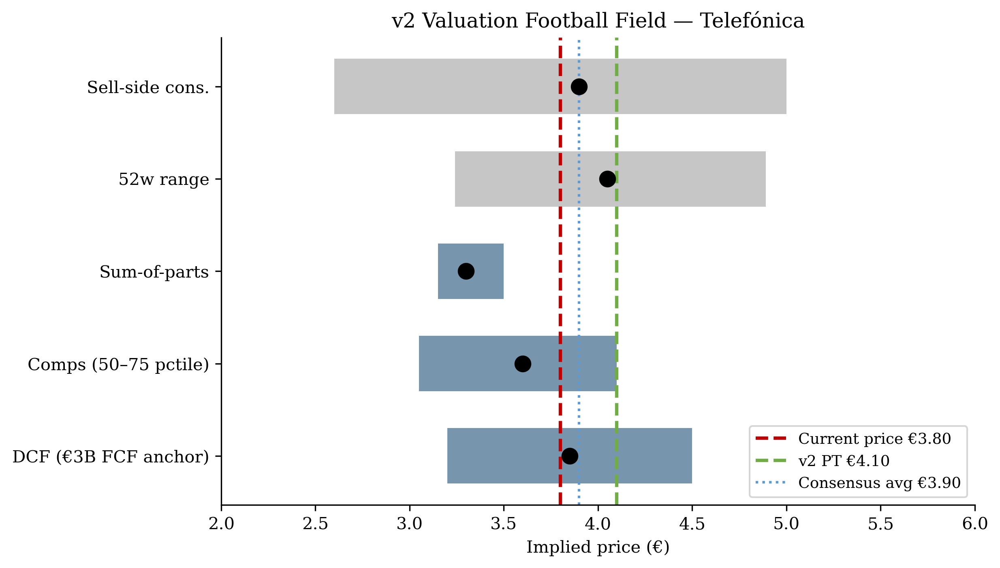 v2 Valuation Football Field — Telefónica
Sell-side cons.
52w range
Sum-of-parts
Comps (50–75 pctile)
DCF (€3B FCF anchor)
Current price €3.80
v2 PT €4.10
Consensus avg €3.90
2.0 2.5 3.0 3.5 4.0 4.5 5.0 5.5 6.0
Implied price (€)